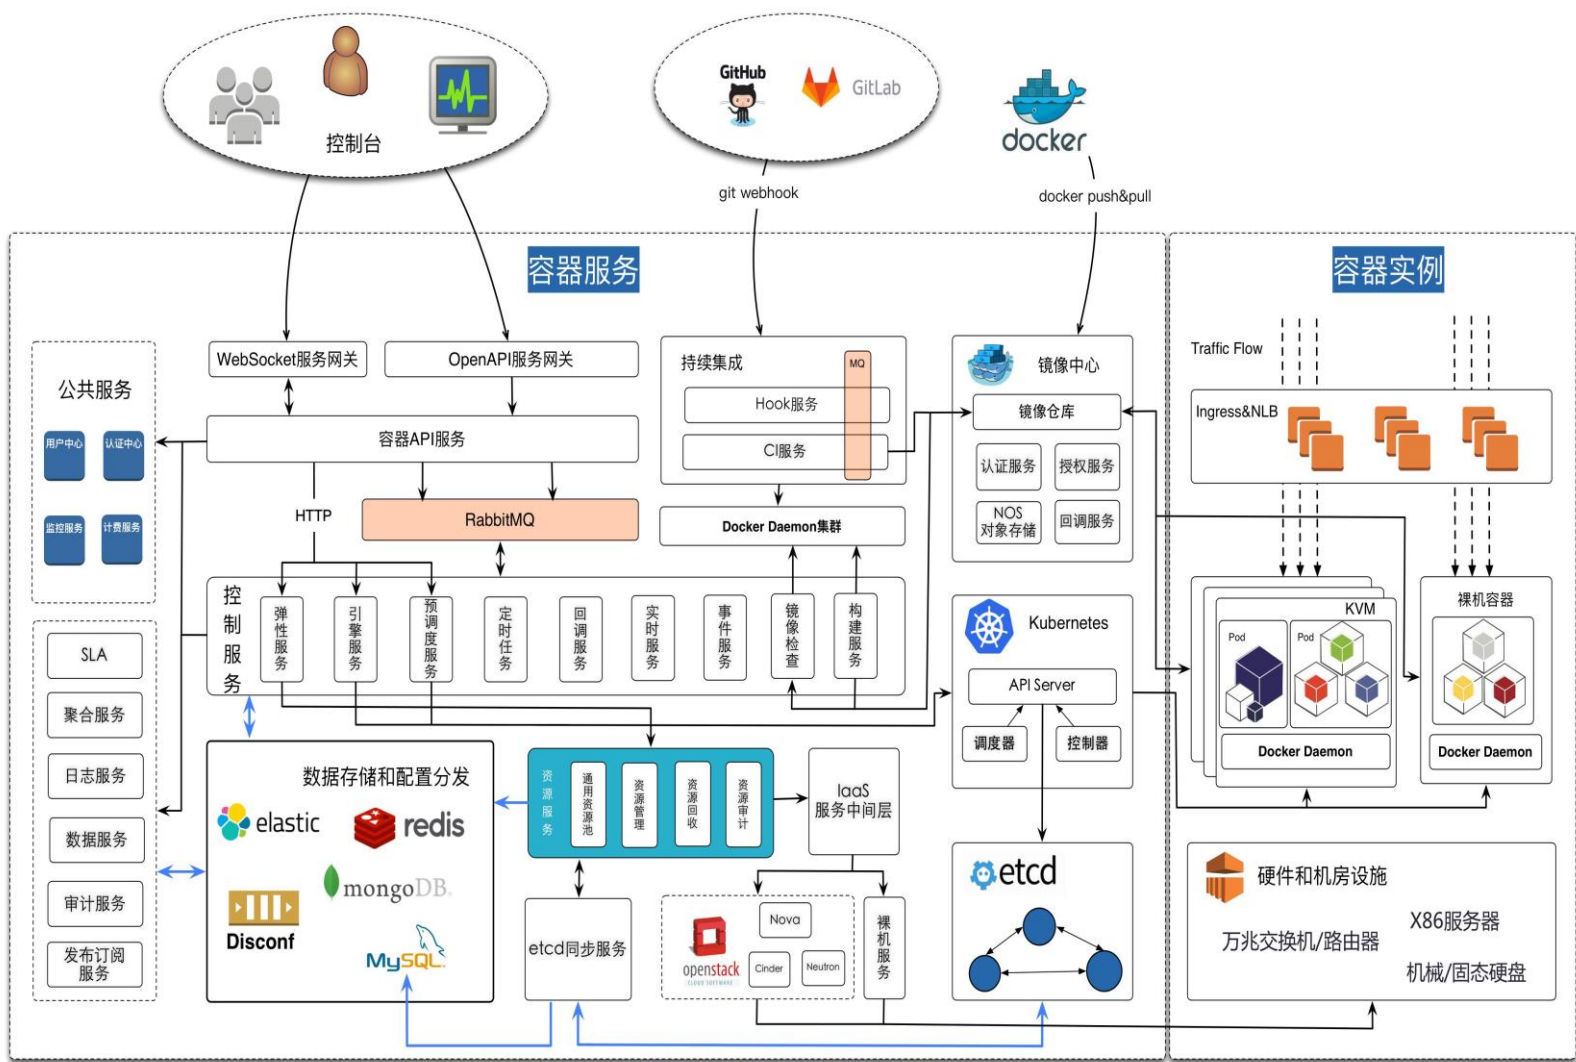 控制台
GitHub
GitLab
docker
git webhook
docker push&pull
容器服务
容器实例
WebSocket服务网关
OpenAPI服务网关
公共服务
用户中心
认证中心
监控服务
计费服务
容器API服务
HTTP
RabbitMQ
持续集成
MQ
Hook服务
CI服务
Docker Daemon集群
镜像中心
镜像仓库
认证服务
授权服务
NOS
对象存储
回调服务
Traffic Flow
Ingress&NLB
控制服务
弹性服务
引擎服务
预调度服务
定时任务
回调服务
实时服务
事件服务
镜像检查
构建服务
Kubernetes
API Server
调度器
控制器
KVM
Pod
Pod
Docker Daemon
裸机容器
Docker Daemon
SLA
聚合服务
日志服务
数据服务
审计服务
发布订阅
服务
数据存储和配置分发
elastic
redis
mongoDB
Disconf
MySQL
资源服务
通用资源池
资源管理
资源回收
资源审计
IaaS
服务中间层
etcd同步服务
openstack
CLOUD SOFTWARE
Nova
Cinder
Neutron
裸机服务
etcd
硬件和机房设施
X86服务器
万兆交换机/路由器
机械/固态硬盘